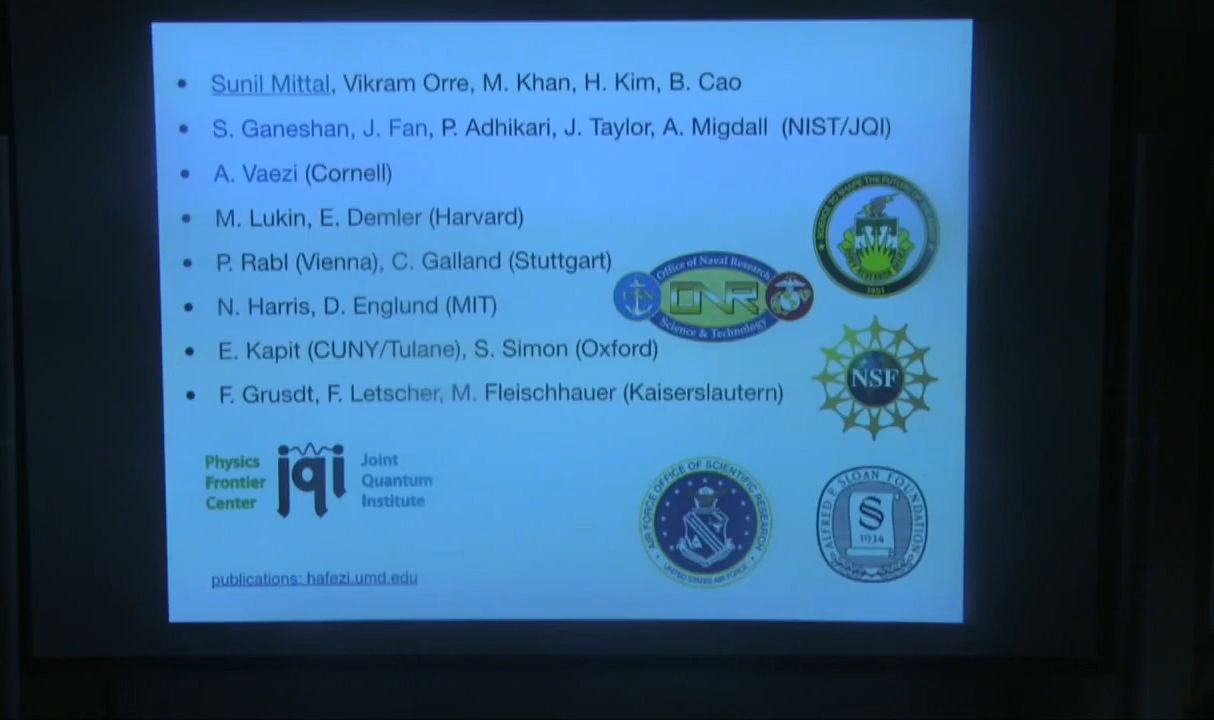 • Sunil Mittal, Vikram Orre, M. Khan, H. Kim, B. Cao
• S. Ganeshan, J. Fan, P. Adhikari, J. Taylor, A. Migdall (NIST/JQI)
• A. Vaezi (Cornell)
• M. Lukin, E. Demler (Harvard)
• P. Rabl (Vienna), C. Galland (Stuttgart)
• N. Harris, D. Englund (MIT)
• E. Kapit (CUNY/Tulane), S. Simon (Oxford)
• F. Grusdt, F. Letscher, M. Fleischhauer (Kaiserslautern)
1951
Office of Naval Research
ONR
Science & Technology
NSF
Physics
Frontier
Center
jqi
Joint
Quantum
Institute
AIR FORCE OFFICE OF SCIENTIFIC RESEARCH
UNITED STATES AIR FORCE
ALFRED P. SLOAN FOUNDATION
S
1934
publications: hafezi.umd.edu